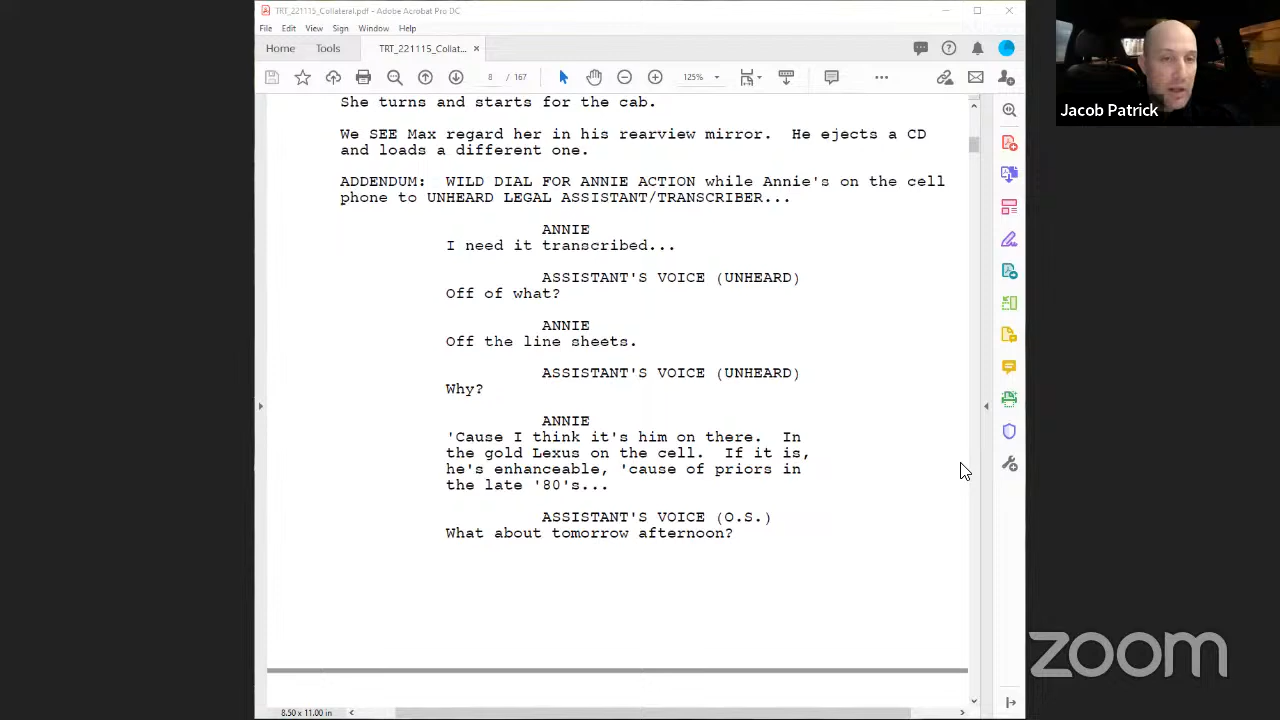 TRT_221115_Collateral.pdf - Adobe Acrobat Pro DC
File Edit View Sign Window Help
Home Tools TRT_221115_Collat... ×
8 / 167 125%
She turns and starts for the cab.
We SEE Max regard her in his rearview mirror. He ejects a CD
and loads a different one.
ADDENDUM: WILD DIAL FOR ANNIE ACTION while Annie's on the cell
phone to UNHEARD LEGAL ASSISTANT/TRANSCRIBER...
ANNIE
I need it transcribed...
ASSISTANT'S VOICE (UNHEARD)
Off of what?
ANNIE
Off the line sheets.
ASSISTANT'S VOICE (UNHEARD)
Why?
ANNIE
'Cause I think it's him on there. In
the gold Lexus on the cell. If it is,
he's enhanceable, 'cause of priors in
the late '80's...
ASSISTANT'S VOICE (O.S.)
What about tomorrow afternoon?
8.50 x 11.00 in
Jacob Patrick
zoom